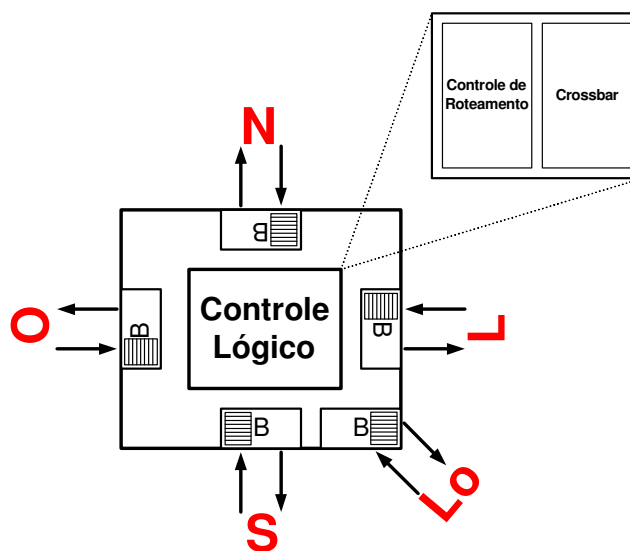 Controle de
Roteamento
Crossbar
N
B
O
B
Controle
Lógico
B
L
B
B
S
Lo